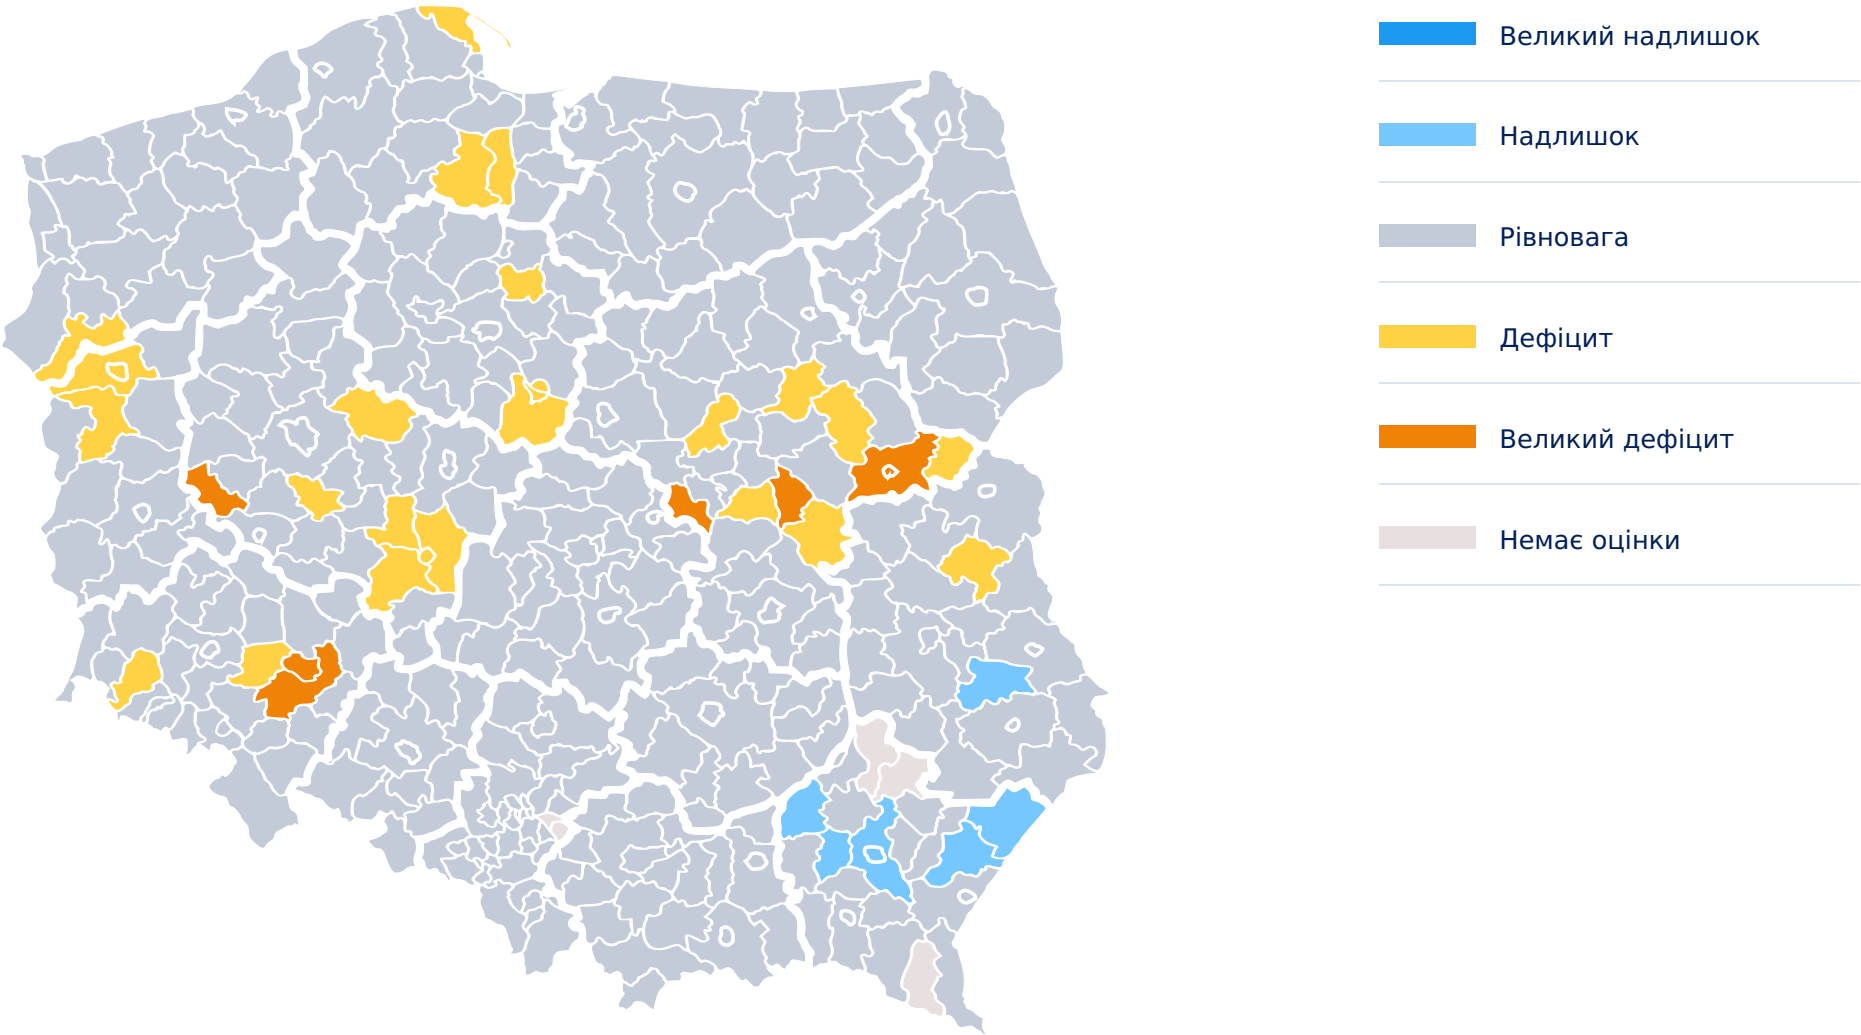 Великий надлишок
Надлишок
Рівновага
Дефіцит
Великий дефіцит
Немає оцінки